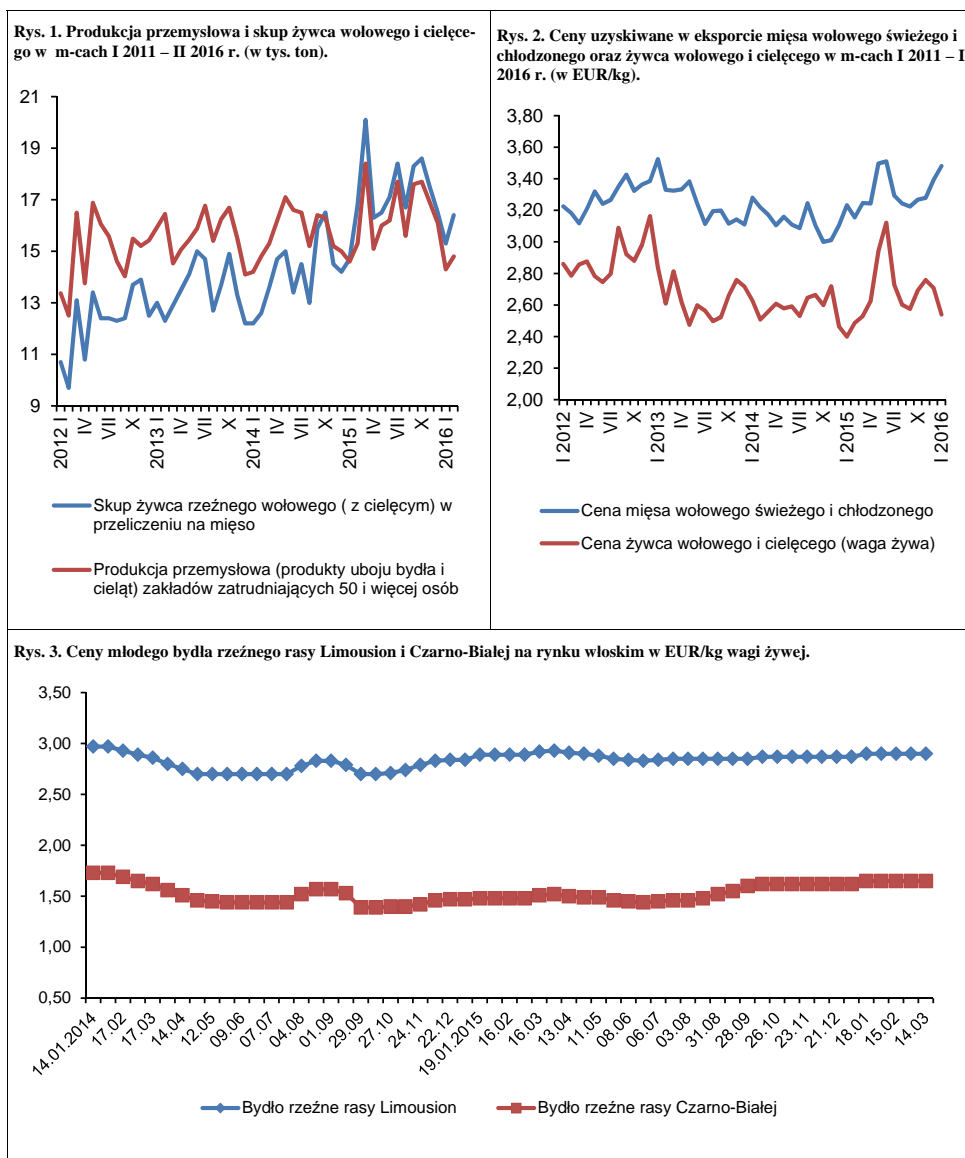 Rys. 1. Produkcja przemysłowa i skup żywca wołowego i cielęce-
go w m-cach I 2011 – II 2016 r. (w tys. ton).
21
19
17
15
13
11
9
2012 I
IV
VII
X
2013 I
IV
VII
X
2014 I
IV
VII
X
2015 I
IV
VII
X
2016 I
Skup żywca rzeźnego wołowego ( z cielęcym) w
przeliczeniu na mięso
Produkcja przemysłowa (produkty uboju bydła i
cieląt) zakładów zatrudniających 50 i więcej osób
Rys. 2. Ceny uzyskiwane w eksporcie mięsa wołowego świeżego i
chłodzonego oraz żywca wołowego i cielęcego w m-cach I 2011 – I
2016 r. (w EUR/kg).
3,80
3,60
3,40
3,20
3,00
2,80
2,60
2,40
2,20
2,00
I 2012
IV
VII
X
I 2013
IV
VII
X
I 2014
IV
VII
X
I 2015
IV
VII
X
I 2016
Cena mięsa wołowego świeżego i chłodzonego
Cena żywca wołowego i cielęcego (waga żywa)
Rys. 3. Ceny młodego bydła rzeźnego rasy Limousion i Czarno-Białej na rynku włoskim w EUR/kg wagi żywej.
3,50
3,00
2,50
2,00
1,50
1,00
0,50
14.01.2014
17.02
17.03
14.04
12.05
09.06
07.07
04.08
01.09
29.09
27.10
24.11
22.12
19.01.2015
16.02
16.03
13.04
11.05
08.06
06.07
03.08
31.08
28.09
26.10
23.11
21.12
18.01
15.02
14.03
Bydło rzeźne rasy Limousion
Bydło rzeźne rasy Czarno-Białej